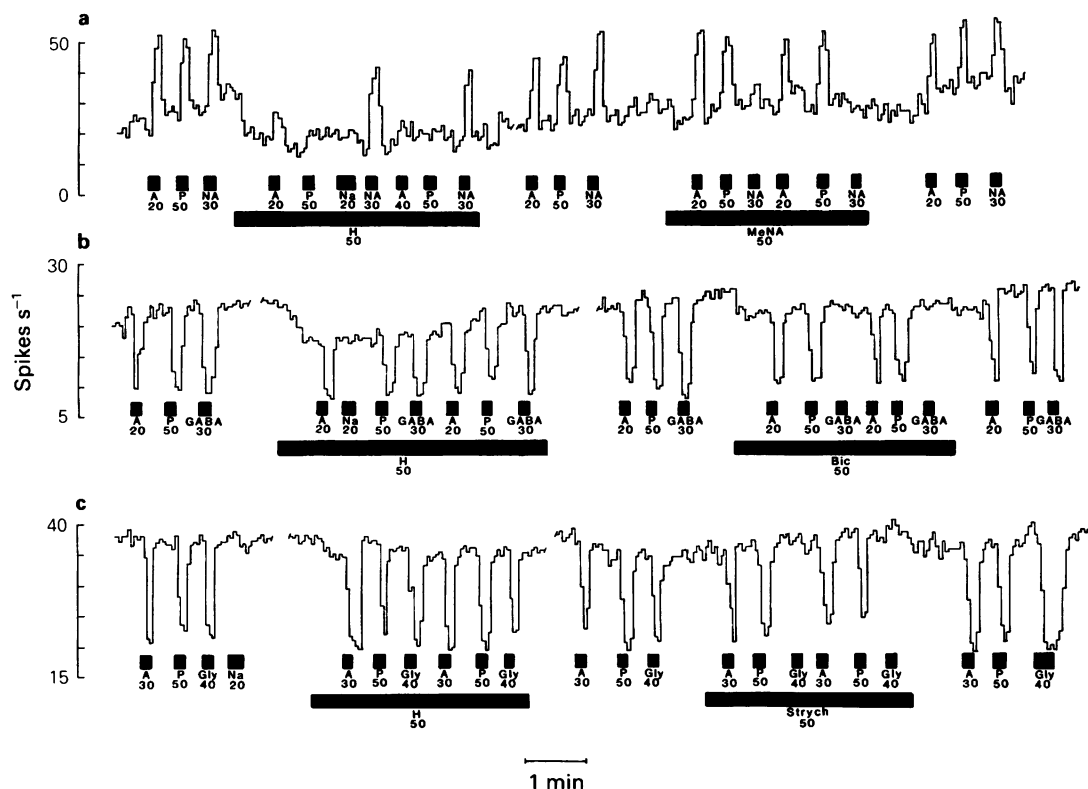 a
50
0
A P NA A P Na NA A P NA A P NA A P NA A P NA A P NA
20 50 30 20 50 20 30 40 50 30 20 50 30 20 50 30 20 50 30 20 50 30
H MeNA
50 50
b
30
Spikes s⁻¹
5
A P GABA A Na P GABA A P GABA A P GABA A P GABA A P GABA A P GABA
20 50 30 20 20 50 30 20 50 30 20 50 30 20 50 30 20 50 30 20 50 30
H Bic
50 50
c
40
15
A P Gly Na A P Gly A P Gly A P Gly A P Gly A P Gly A P Gly
30 50 40 20 30 50 40 30 50 40 30 50 40 30 50 40 30 50 40 30 50 40
H Strych
50 50
1 min